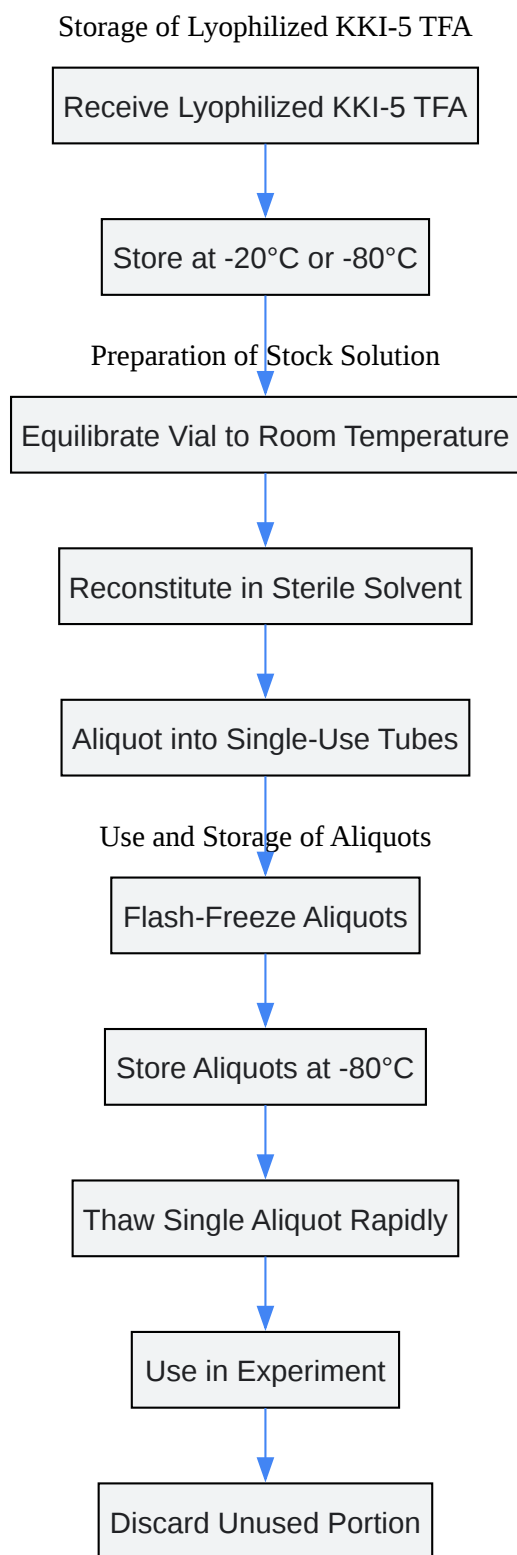 Storage of Lyophilized KKI-5 TFA
Receive Lyophilized KKI-5 TFA
Store at -20°C or -80°C
Preparation of Stock Solution
Equilibrate Vial to Room Temperature
Reconstitute in Sterile Solvent
Aliquot into Single-Use Tubes
Use and Storage of Aliquots
Flash-Freeze Aliquots
Store Aliquots at -80°C
Thaw Single Aliquot Rapidly
Use in Experiment
Discard Unused Portion